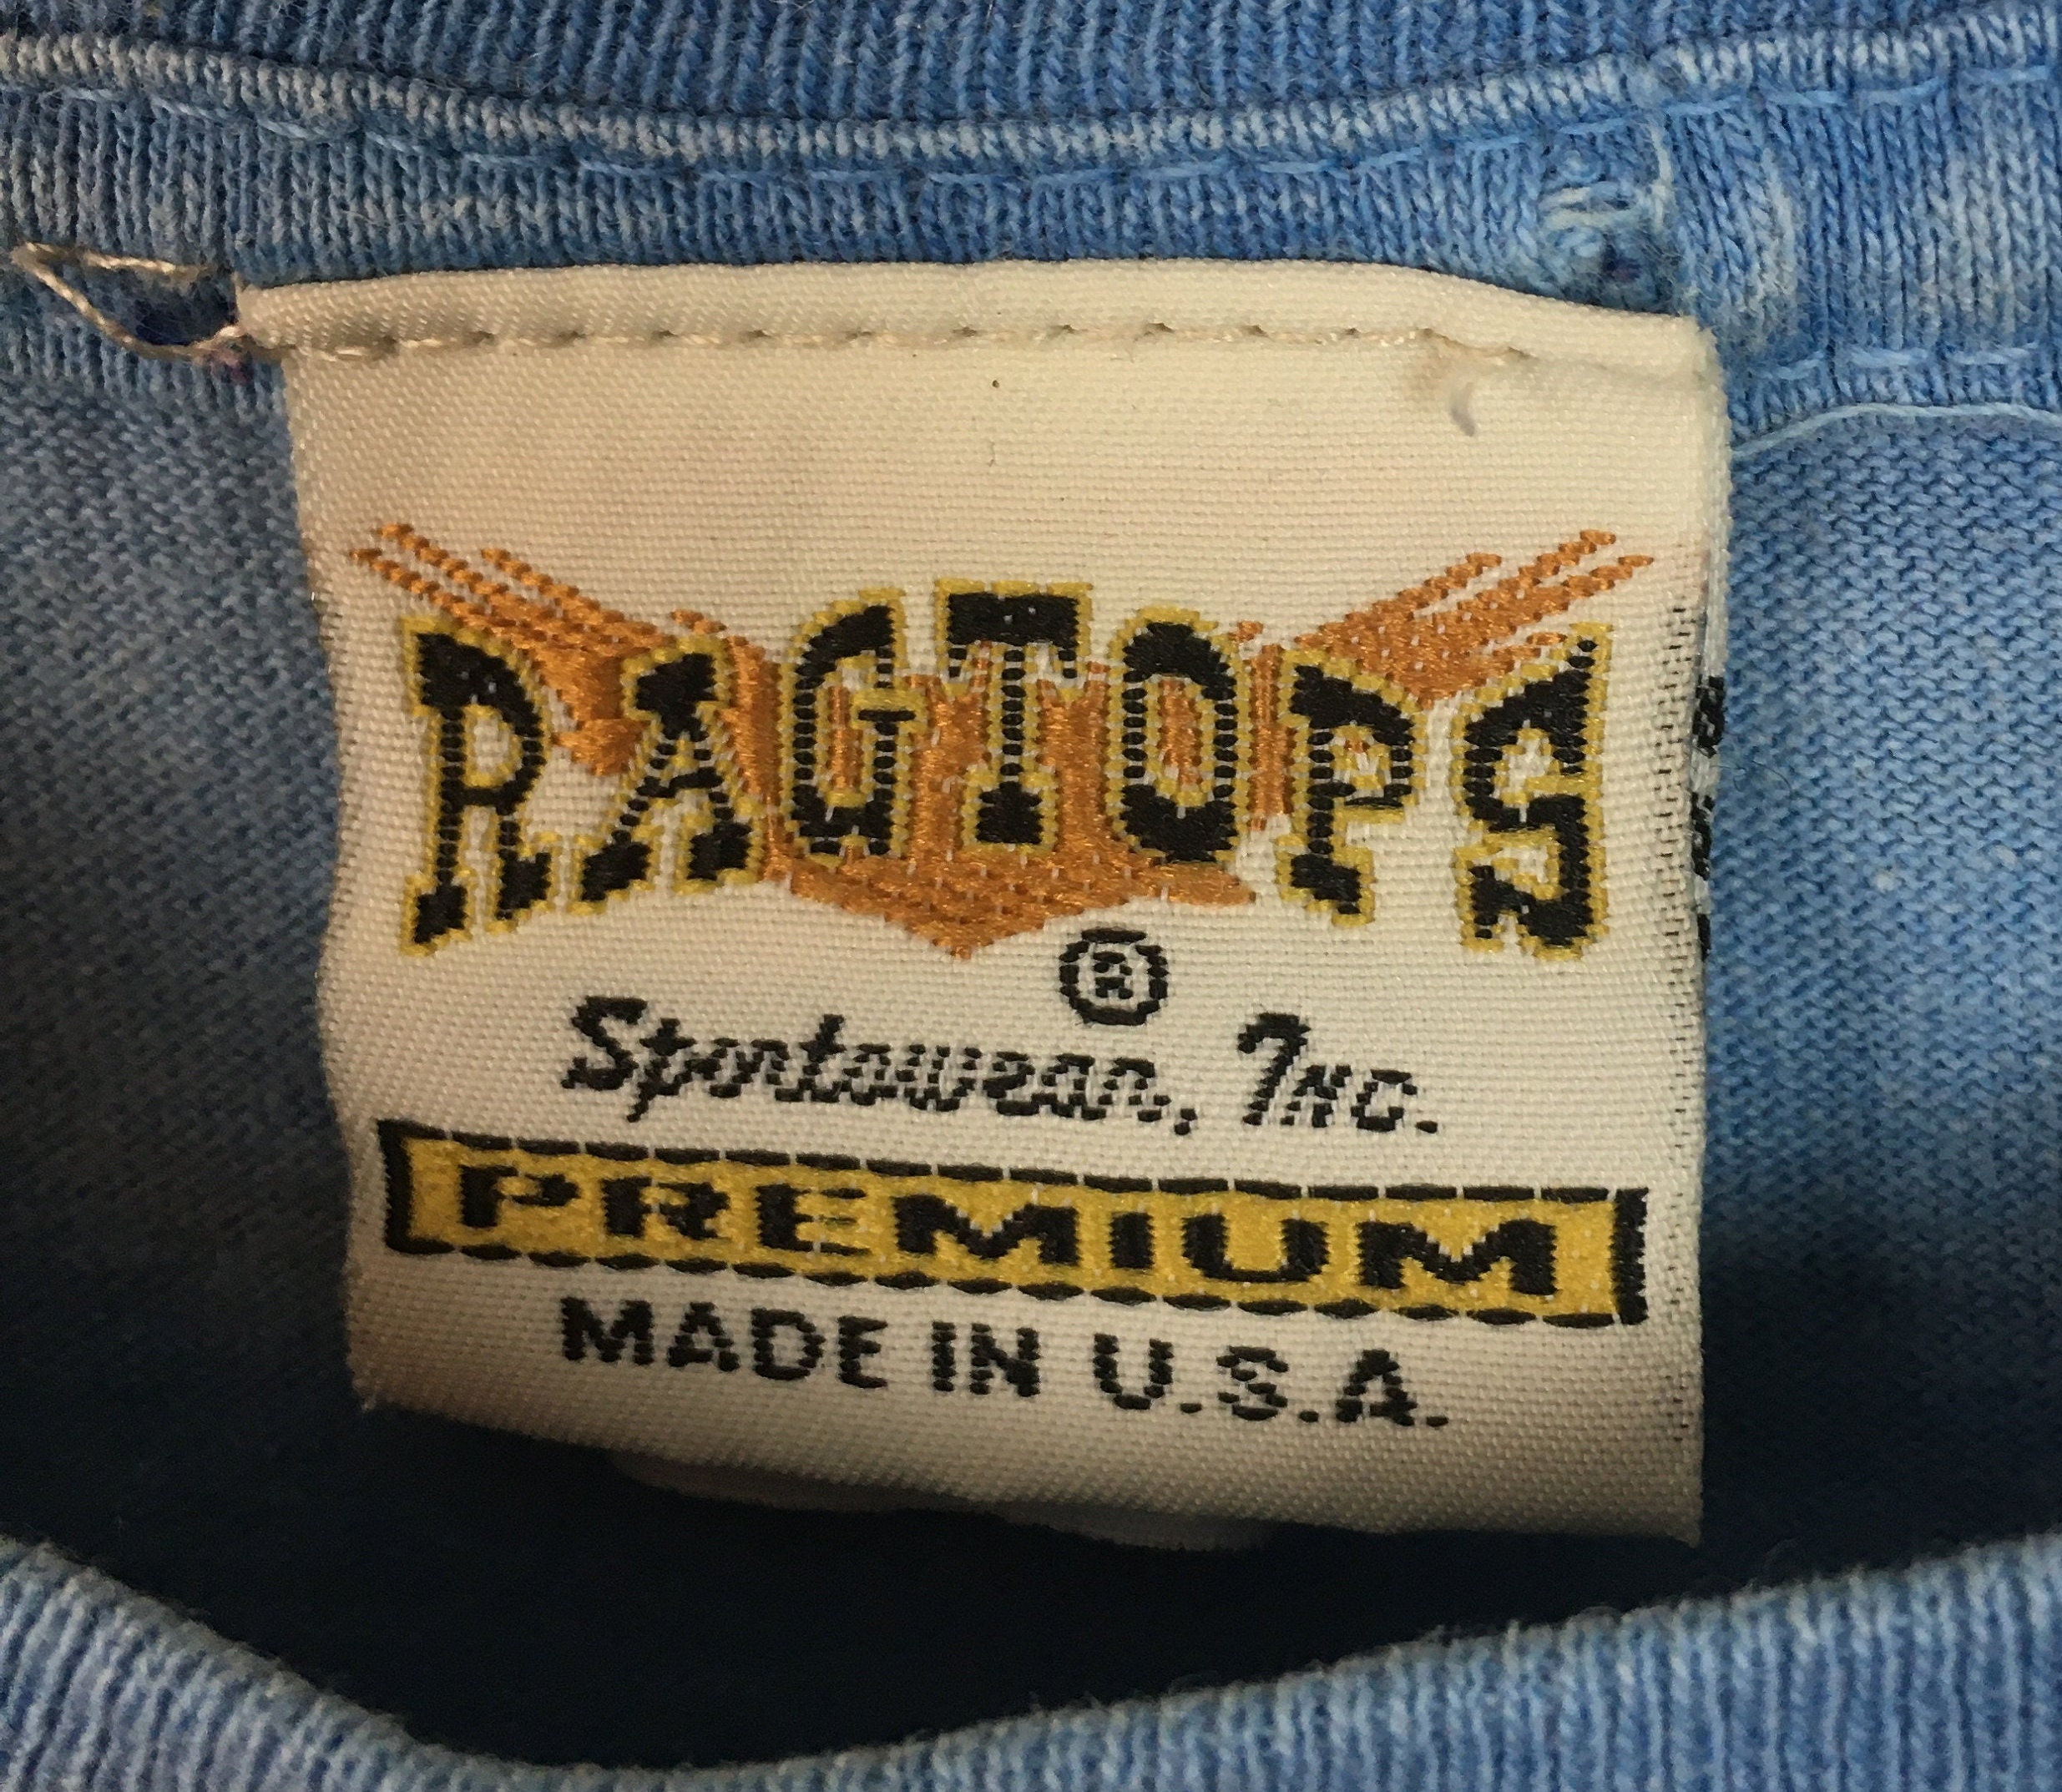 RAGTOPS
®
Sportswear, Inc.
PREMIUM
MADE IN U.S.A.